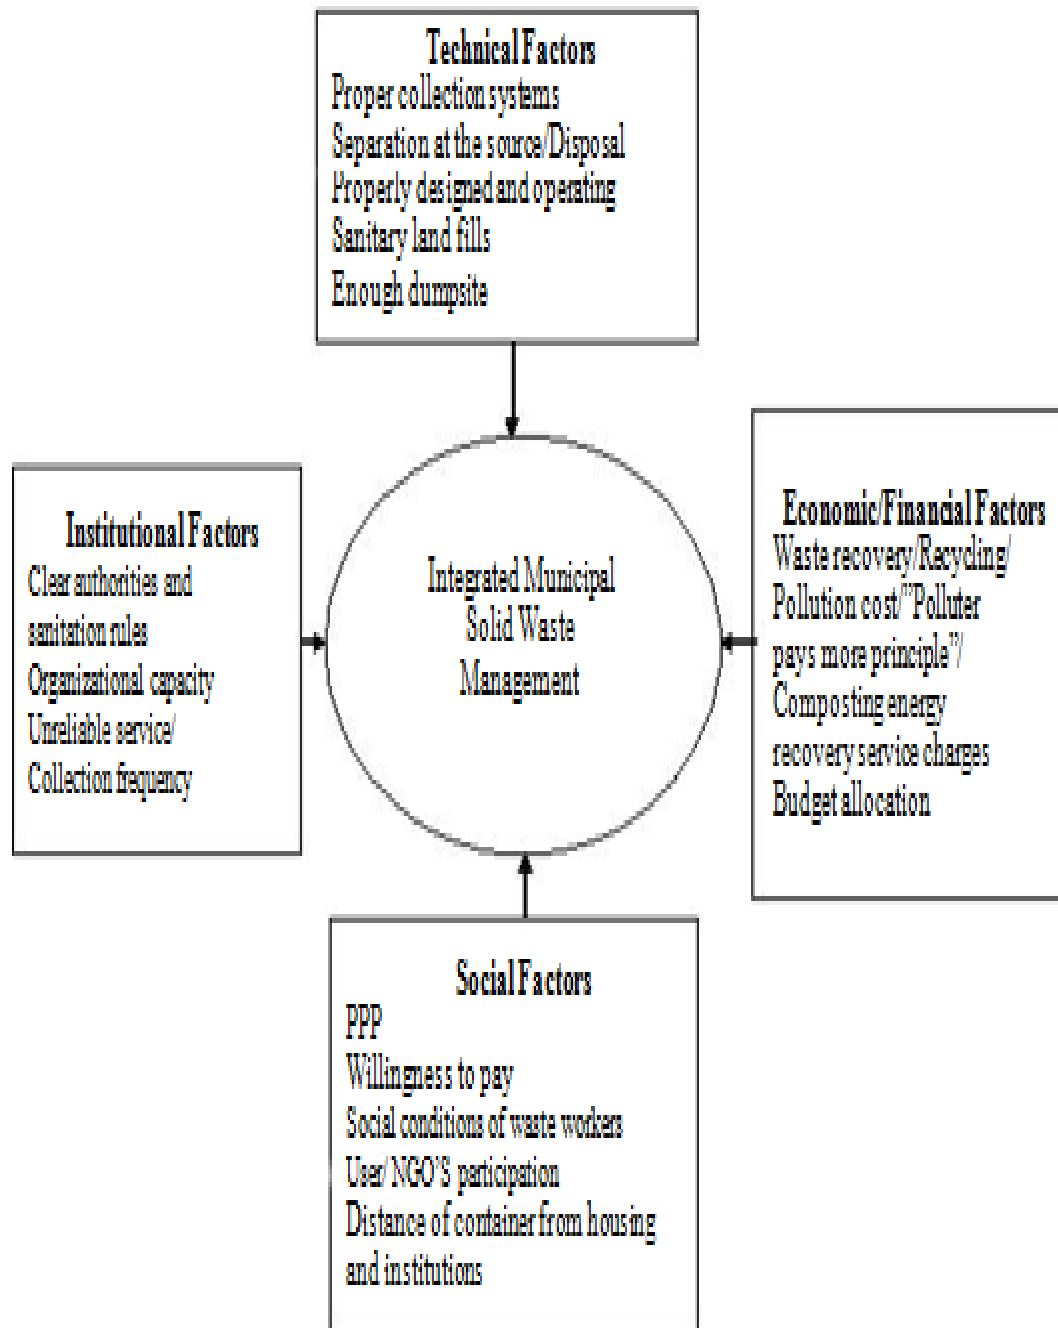 Technical Factors
Proper collection systems
Separation at the source/Disposal
Properly designed and operating
Sanitary land fills
Enough dumpsite
Institutional Factors
Clear authorities and
sanitation rules
Organizational capacity
Unreliable service/
Collection frequency
Integrated Municipal
Solid Waste
Management
Economic/Financial Factors
Waste recovery/Recycling/
Pollution cost/"Polluter
pays more principle"/
Composting energy
recovery service charges
Budget allocation
Social Factors
PPP
Willingness to pay
Social conditions of waste workers
User/ NGO'S participation
Distance of container from housing
and institutions